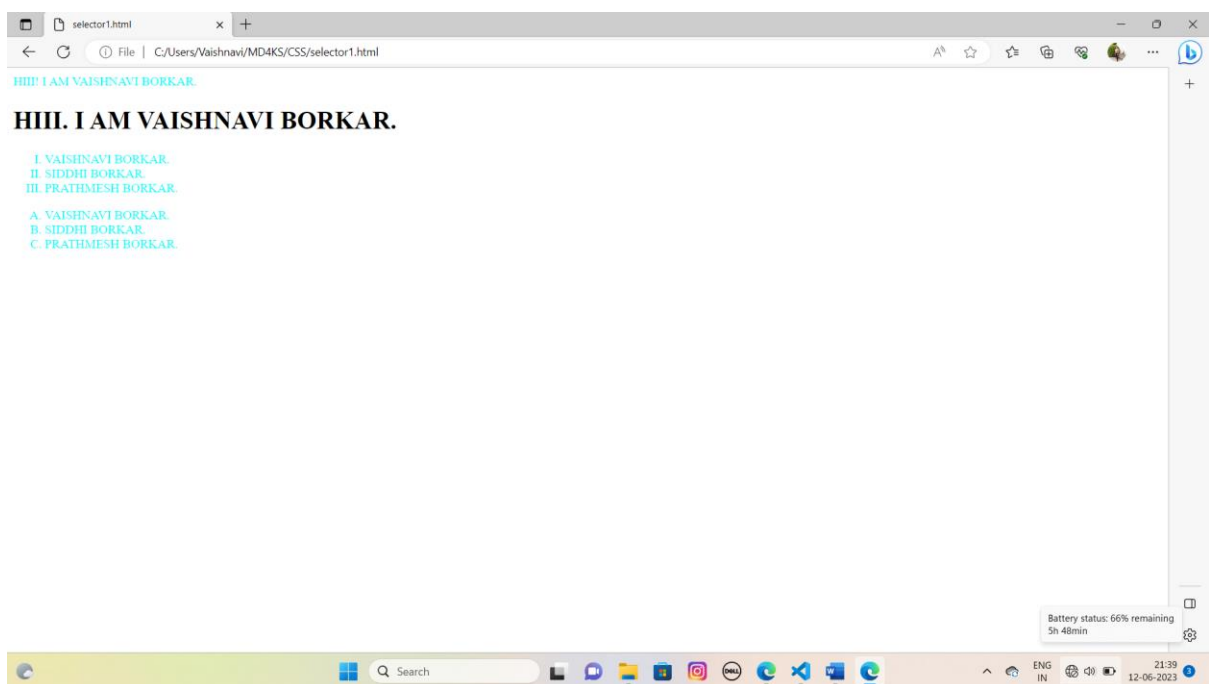 selector1.html
File | C:/Users/Vaishnavi/MD4KS/CSS/selector1.html
HIII! I AM VAISHNAVI BORKAR.
HIII. I AM VAISHNAVI BORKAR.
I. VAISHNAVI BORKAR.
II. SIDDHI BORKAR.
III. PRATHMESH BORKAR.
A. VAISHNAVI BORKAR.
B. SIDDHI BORKAR.
C. PRATHMESH BORKAR.
Battery status: 66% remaining
5h 48min
Search
DELL
ENG
IN
21:39
12-06-2023
3